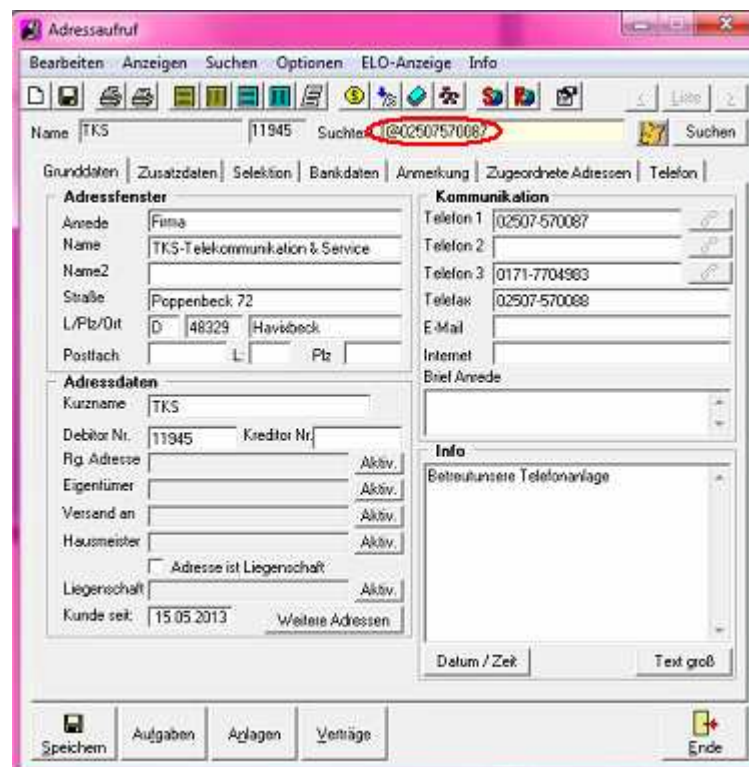 Adressaufruf
Bearbeiten Anzeigen Suchen Optionen ELO-Anzeige Info
< Liste >
Name TKS 11945 Suchtext @02507570087 Suchen
Grunddaten Zusatzdaten Selektion Bankdaten Anmerkung Zugeordnete Adressen Telefon
Adressfenster
Anrede Firma
Name TKS-Telekommunikation & Service
Name2
Straße Poppenbeck 72
L/Plz/Ort D 48329 Havixbeck
Postfach L: Plz
Adressdaten
Kurzname TKS
Debitor Nr. 11945 Kreditor Nr.
Rg. Adresse Aktiv.
Eigentümer Aktiv.
Versand an Aktiv.
Hausmeister Aktiv.
Adresse ist Liegenschaft
Liegenschaft Aktiv.
Kunde seit: 15.05.2013 Weitere Adressen
Kommunikation
Telefon 1 02507-570087
Telefon 2
Telefon 3 0171-7704983
Telefax 02507-570088
E-Mail
Internet
Brief Anrede
Info
Betreutunsere Telefonanlage
Datum / Zeit Text groß
Speichern Aufgaben Anlagen Verträge Ende